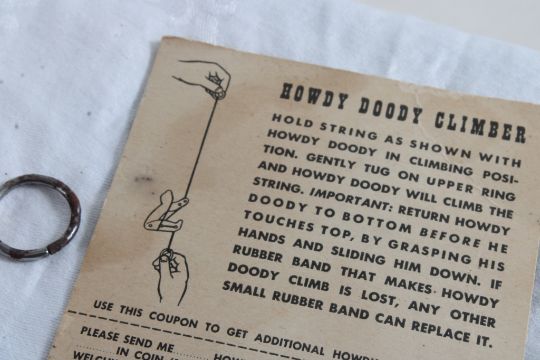 HOWDY DOODY CLIMBER
HOLD STRING AS SHOWN WITH
HOWDY DOODY IN CLIMBING POSI-
TION. GENTLY TUG ON UPPER RING
AND HOWDY DOODY WILL CLIMB THE
STRING. IMPORTANT: RETURN HOWDY
DOODY TO BOTTOM BEFORE HE
TOUCHES TOP, BY GRASPING HIS
HANDS AND SLIDING HIM DOWN. IF
RUBBER BAND THAT MAKES HOWDY
DOODY CLIMB IS LOST, ANY OTHER
SMALL RUBBER BAND CAN REPLACE IT.
USE THIS COUPON TO GET ADDITIONAL HOWDY
PLEASE SEND ME
IN COIN